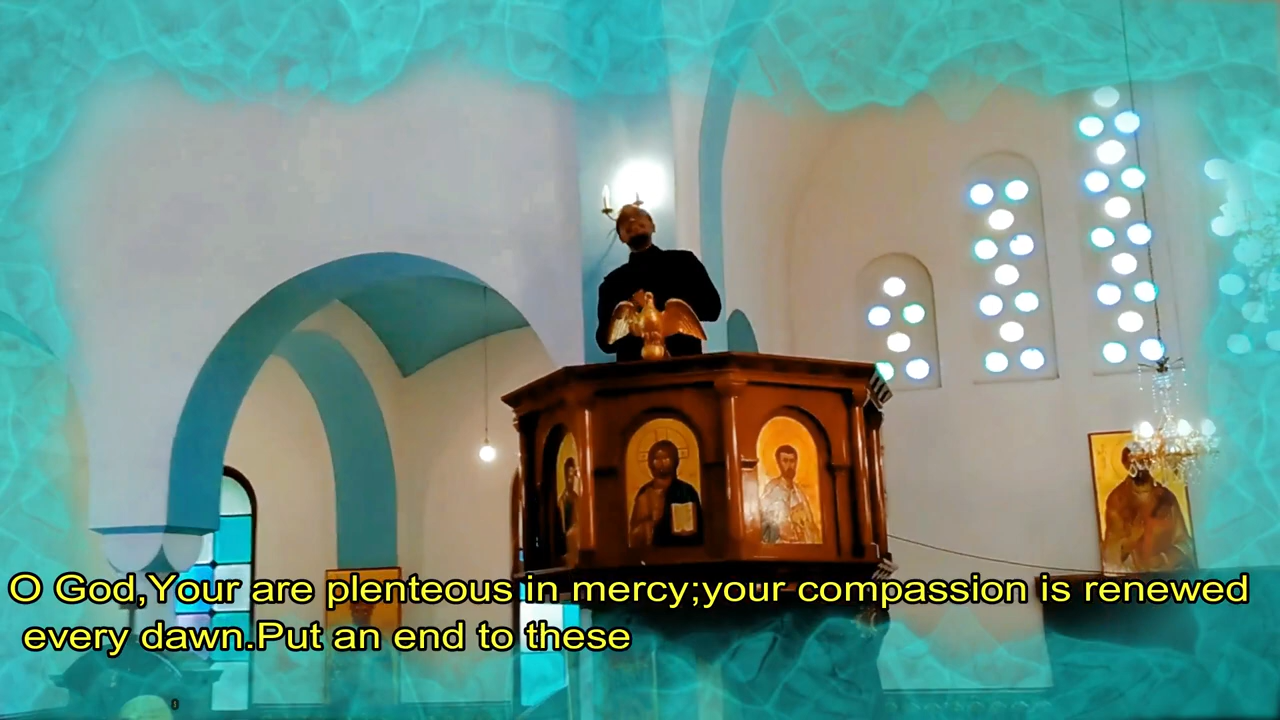 O God,Your are plenteous in mercy;your compassion is renewed
every dawn.Put an end to these